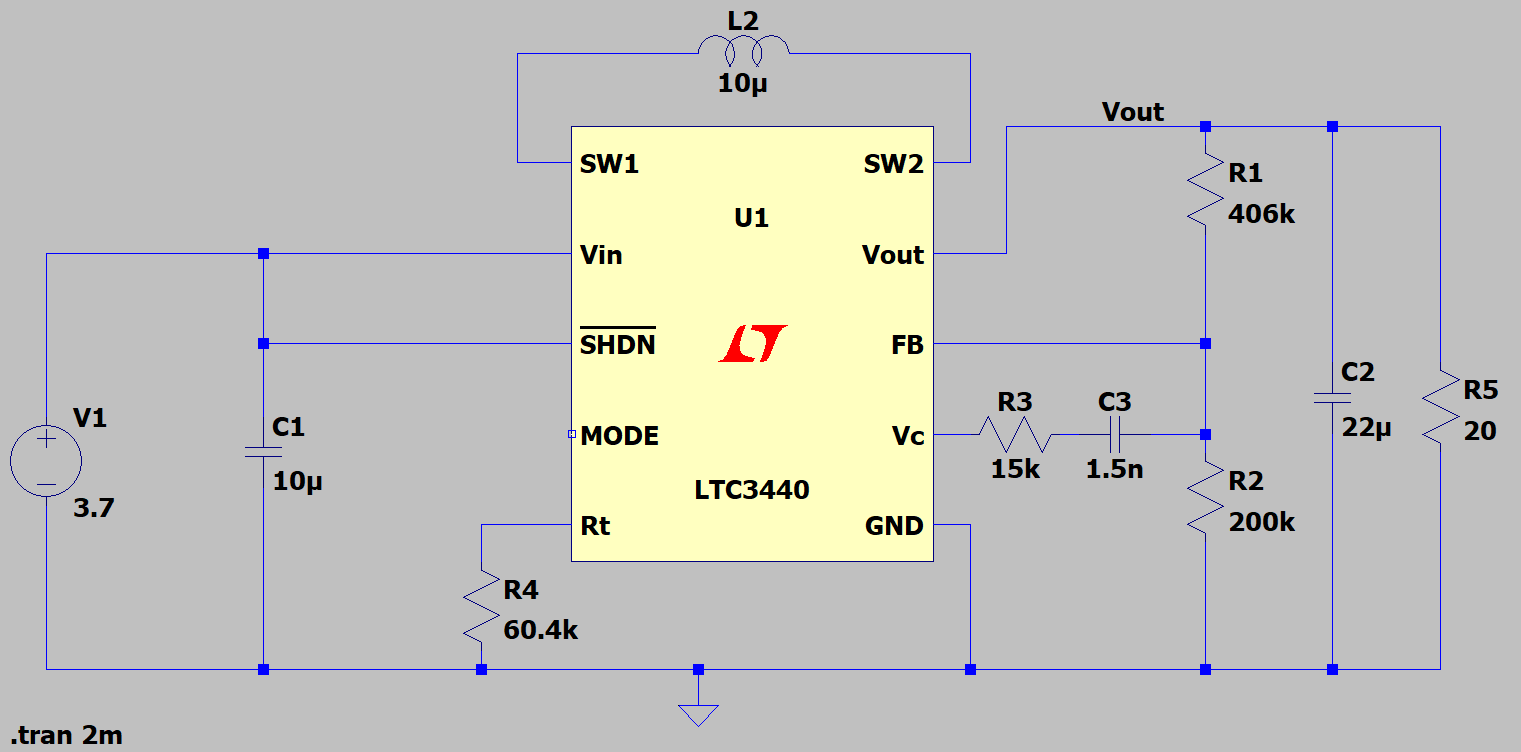 L2
10µ
Vout
SW1
SW2
R1
406k
U1
Vin
Vout
SHDN
FB
C2
22µ
R5
20
V1
3.7
C1
10µ
MODE
Vc
R3
15k
C3
1.5n
R2
200k
LTC3440
Rt
GND
R4
60.4k
.tran 2m